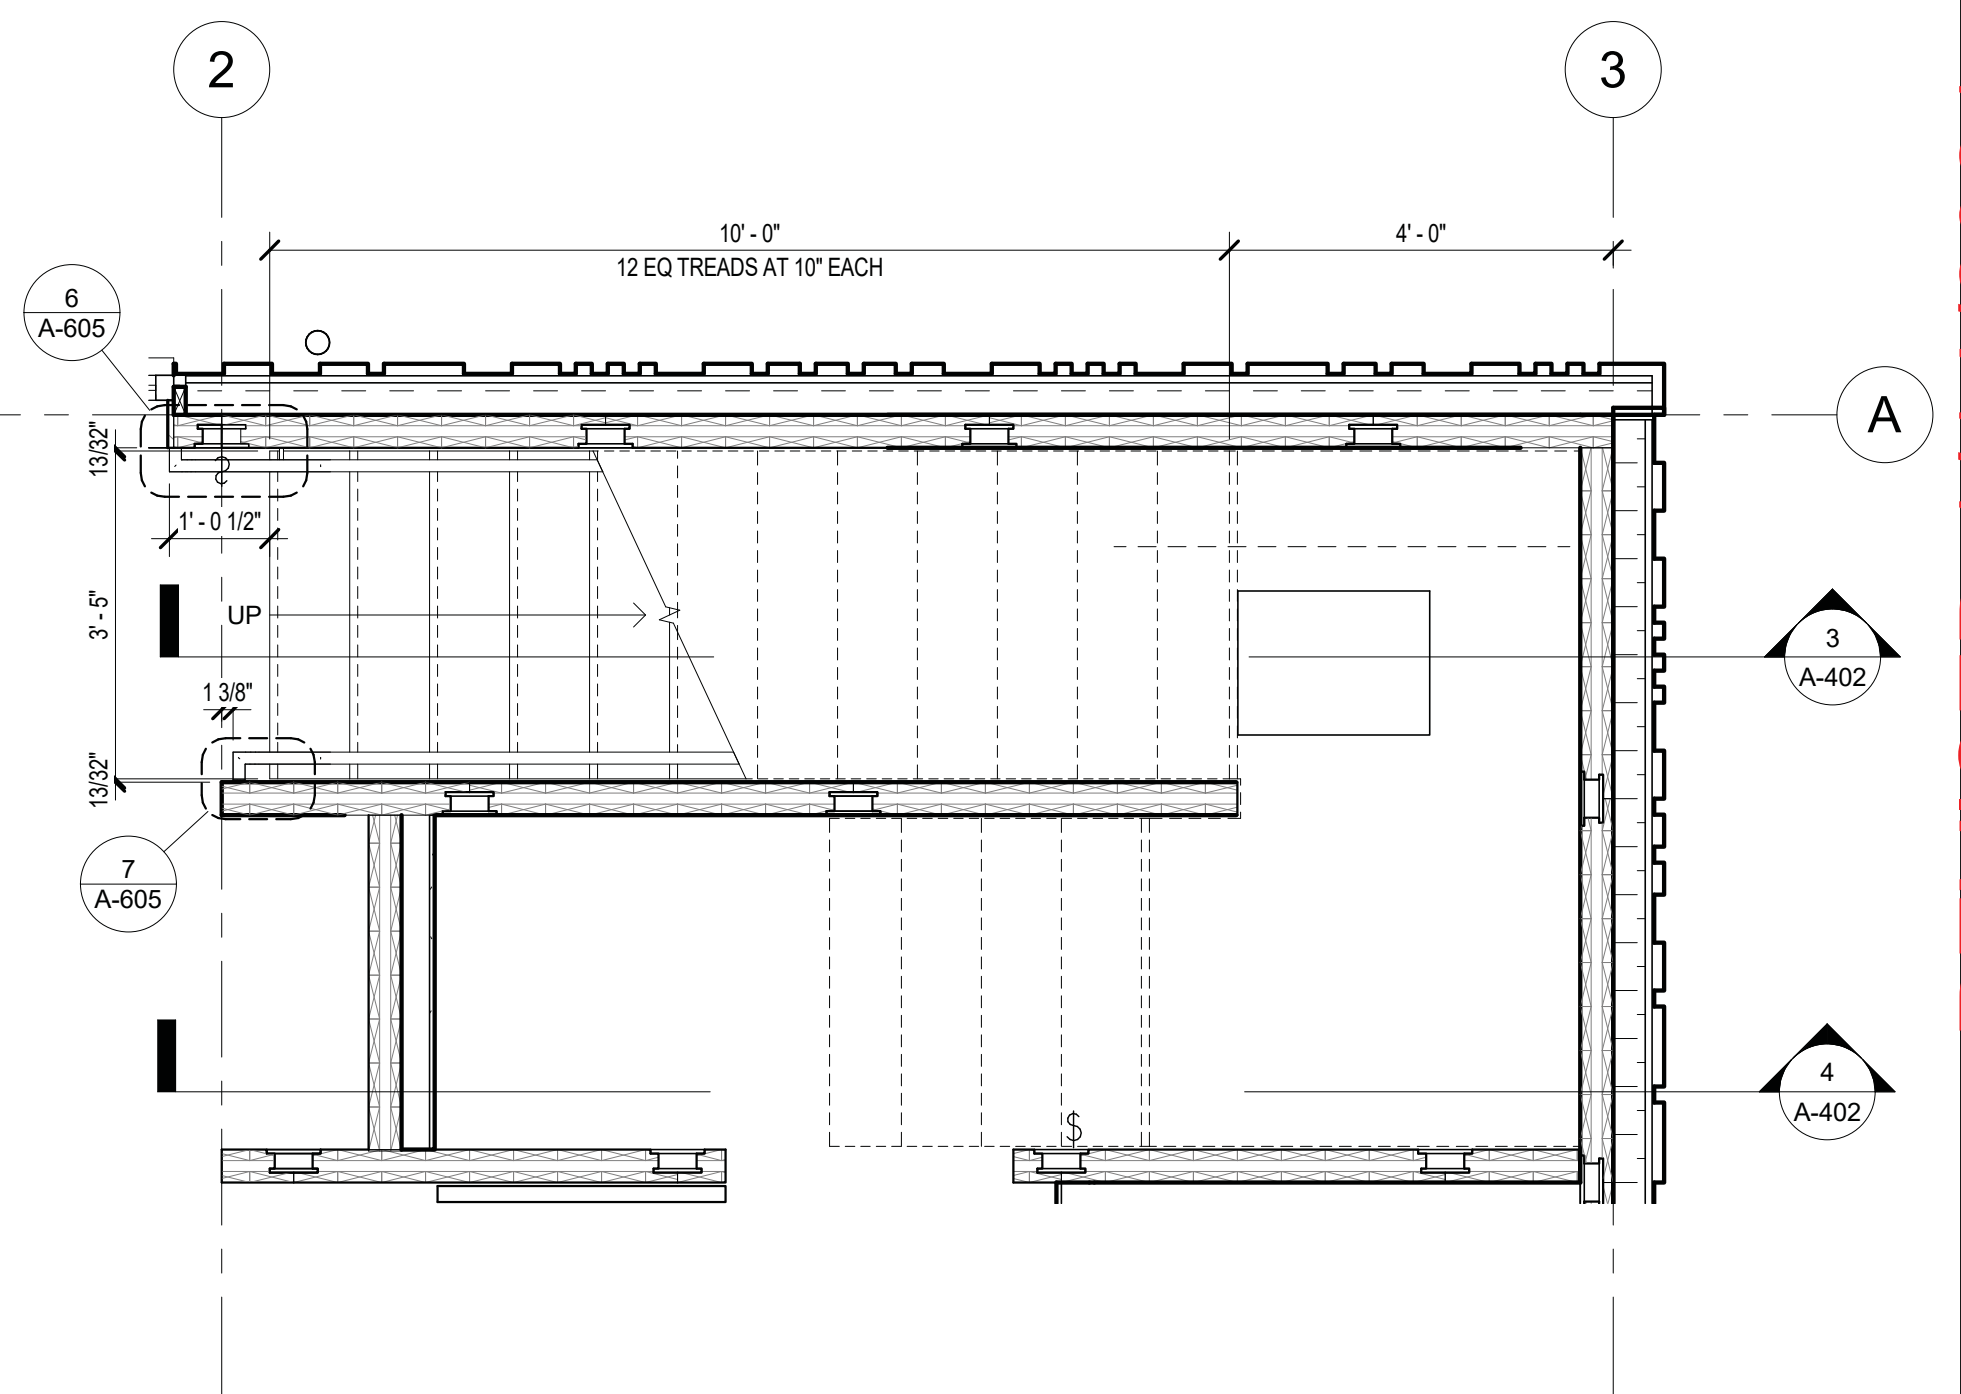 2
3
10' - 0"
4' - 0"
12 EQ TREADS AT 10" EACH
6
A-605
A
13/32"
1' - 0 1/2"
3' - 5"
UP
3
A-402
1 3/8"
13/32"
7
A-605
4
A-402
$